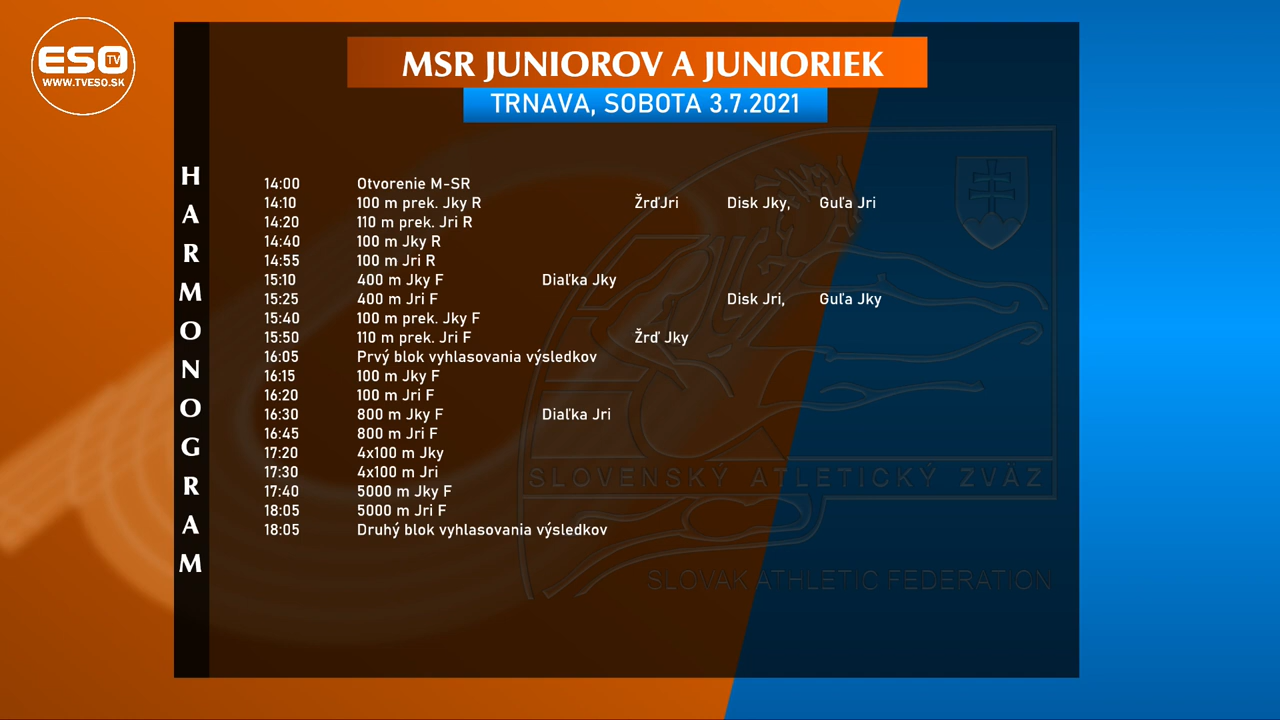 ESO TV
WWW.TVESO.SK
MSR JUNIOROV A JUNIORIEK
TRNAVA, SOBOTA 3.7.2021
HARMONOGRAM
14:00 Otvorenie M-SR
14:10 100 m prek. Jky R ŽrďJri Disk Jky, Guľa Jri
14:20 110 m prek. Jri R
14:40 100 m Jky R
14:55 100 m Jri R
15:10 400 m Jky F Diaľka Jky
15:25 400 m Jri F Disk Jri, Guľa Jky
15:40 100 m prek. Jky F
15:50 110 m prek. Jri F Žrď Jky
16:05 Prvý blok vyhlasovania výsledkov
16:15 100 m Jky F
16:20 100 m Jri F
16:30 800 m Jky F Diaľka Jri
16:45 800 m Jri F
17:20 4x100 m Jky
17:30 4x100 m Jri
17:40 5000 m Jky F
18:05 5000 m Jri F
18:05 Druhý blok vyhlasovania výsledkov
SLOVENSKÝ ATLETICKÝ ZVÄZ
SLOVAK ATHLETIC FEDERATION